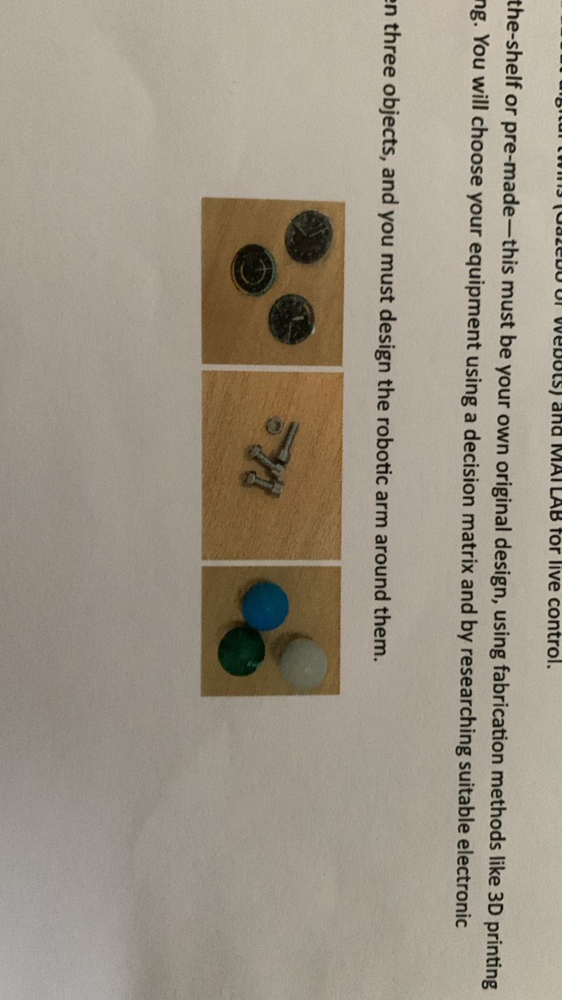 digital twins (Gazebo or Webots) and MATLAB for live control.
the-shelf or pre-made—this must be your own original design, using fabrication methods like 3D printing
ng. You will choose your equipment using a decision matrix and by researching suitable electronic
en three objects, and you must design the robotic arm around them.